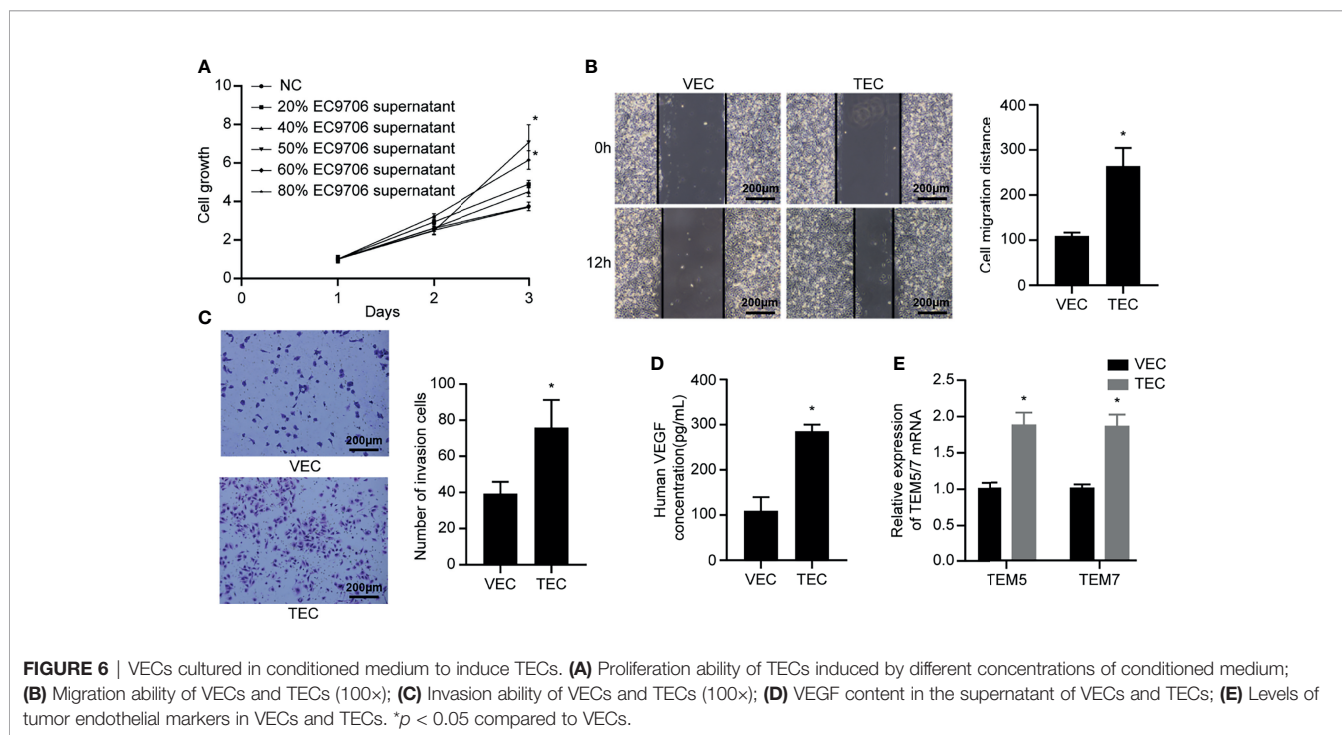 A
10
8
6
4
2
0
Cell growth
NC
20% EC9706 supernatant
40% EC9706 supernatant
50% EC9706 supernatant
60% EC9706 supernatant
80% EC9706 supernatant
*
*
0 1 2 3
Days
B
VEC TEC
0h
200μm 200μm
12h
200μm 200μm
Cell migration distance
400
300
200
100
0
*
VEC TEC
C
200μm
VEC
200μm
TEC
Number of invasion cells
100
80
60
40
20
0
*
VEC TEC
D
Human VEGF
concentration(pg/mL)
400
300
200
100
0
*
VEC TEC
E
VEC
TEC
Relative expression
of TEM5/7 mRNA
2.5
2.0
1.5
1.0
0.5
0.0
* *
TEM5 TEM7
FIGURE 6 | VECs cultured in conditioned medium to induce TECs. (A) Proliferation ability of TECs induced by different concentrations of conditioned medium;
(B) Migration ability of VECs and TECs (100×); (C) Invasion ability of VECs and TECs (100×); (D) VEGF content in the supernatant of VECs and TECs; (E) Levels of
tumor endothelial markers in VECs and TECs. *p < 0.05 compared to VECs.